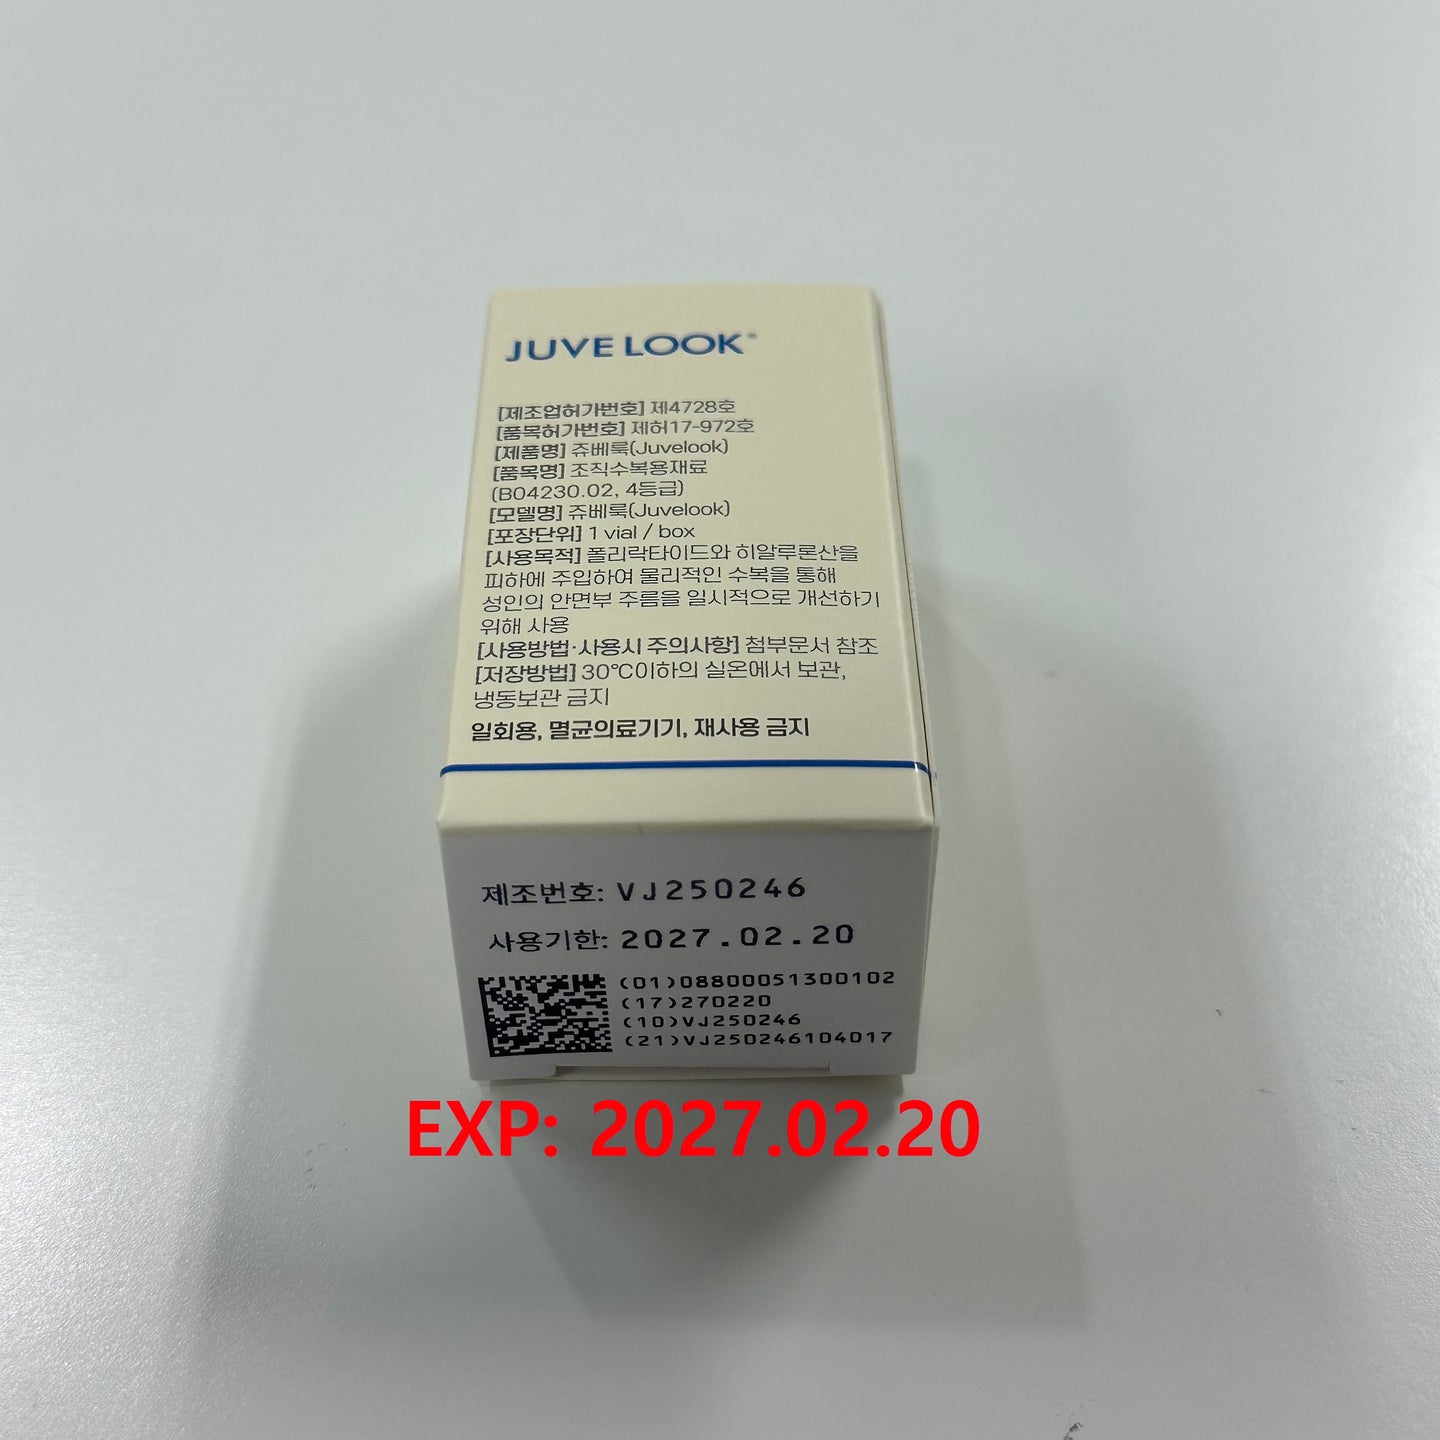 JUVELOOK®
[제조업허가번호] 제4728호
[품목허가번호] 제허17-972호
[제품명] 쥬베룩(Juvelook)
[품목명] 조직수복용재료
(B04230.02, 4등급)
[모델명] 쥬베룩(Juvelook)
[포장단위] 1 vial / box
[사용목적] 폴리락타이드와 히알루론산을
피하에 주입하여 물리적인 수복을 통해
성인의 안면부 주름을 일시적으로 개선하기
위해 사용
[사용방법·사용시 주의사항] 첨부문서 참조
[저장방법] 30℃이하의 실온에서 보관,
냉동보관 금지
일회용, 멸균의료기기, 재사용 금지
제조번호: VJ250246
사용기한: 2027.02.20
(01)08800051300102
(17)270220
(10)VJ250246
(21)VJ250246104017
EXP: 2027.02.20